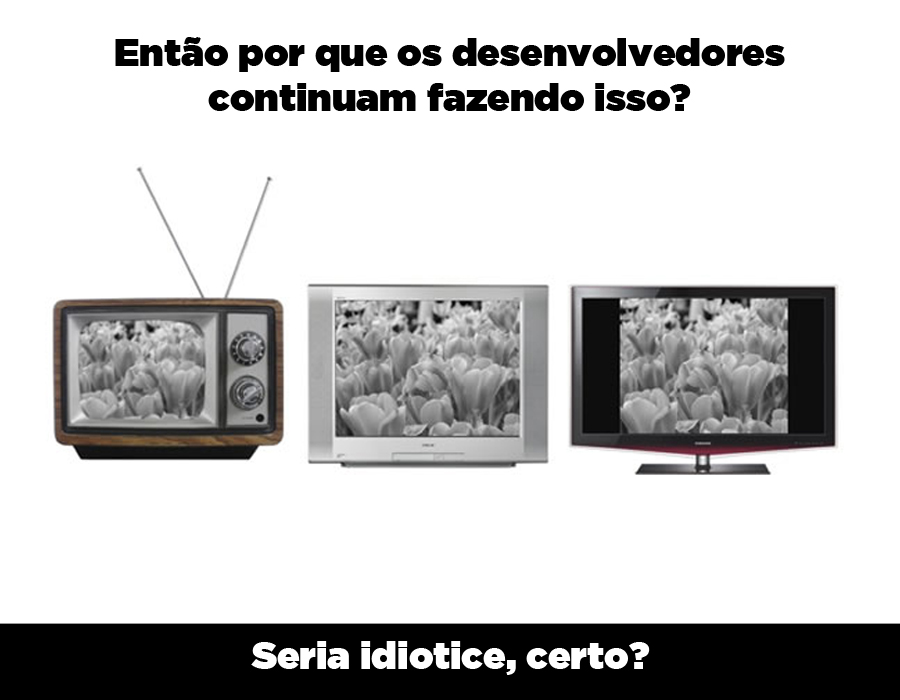 Então por que os desenvolvedores
continuam fazendo isso?
Seria idiotice, certo?